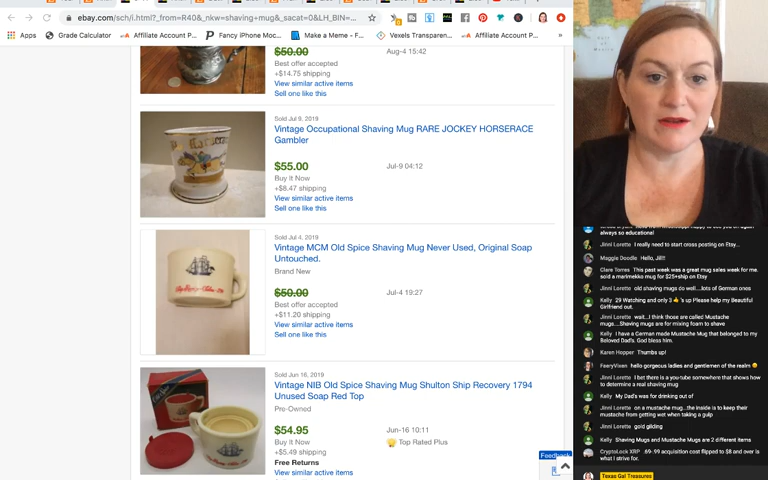 ebay.com/sch/i.html?_from=R40&_nkw=shaving+mug&_sacat=0&LH_BIN=...
Apps
Grade Calculator
Affiliate Account P...
Fancy iPhone Moc...
Make a Meme - F...
Vexels Transparen...
Affiliate Account P...
$50.00
Aug-4 15:42
Best offer accepted
+$14.75 shipping
View similar active items
Sell one like this
Sold Jul 9, 2019
Vintage Occupational Shaving Mug RARE JOCKEY HORSERACE
Gambler
$55.00
Jul-9 04:12
Buy It Now
+$8.47 shipping
View similar active items
Sell one like this
Sold Jul 4, 2019
Vintage MCM Old Spice Shaving Mug Never Used, Original Soap
Untouched.
Brand New
$50.00
Jul-4 19:27
Best offer accepted
+$11.20 shipping
View similar active items
Sell one like this
Sold Jun 16, 2019
Vintage NIB Old Spice Shaving Mug Shulton Ship Recovery 1794
Unused Soap Red Top
Pre-Owned
$54.95
Jun-16 10:11
Buy It Now
Top Rated Plus
+$5.49 shipping
Free Returns
View similar active items
Feedback
always so educational
Jinni Lorette I really need to start cross posting on Etsy...
Maggie Doodle Hello, Jill!!
Clare Torres This past week was a great mug sales week for me.
sold a marimekko mug for $25+ship on Etsy
Jinni Lorette old shaving mugs do well....lots of German ones
Kelly 29 Watching and only 3 👍's up Please help my Beautiful
Girlfriend out.
Jinni Lorette wait...I think those are called Mustache
mugs....Shaving mugs are for mixing foam to shave
Kelly I have a German made Mustache Mug that belonged to my
Beloved Dad's. God bless him.
Karen Hopper Thumbs up!
FaeryVixen hello gorgeous ladies and gentlemen of the realm
Jinni Lorette I bet there is a you-tube somewhere that shows how
to determine a real shaving mug
Kelly My Dad's was for drinking out of
Jinni Lorette on a mustache mug...the inside is to keep their
mustache from getting wet when taking a gulp
Jinni Lorette gold gilding
Kelly Shaving Mugs and Mustache Mugs are 2 different items
CryptoLock XRP .69-.99 acquisition cost flipped to $8 and over is
what I strive for.
Texas Gal Treasures